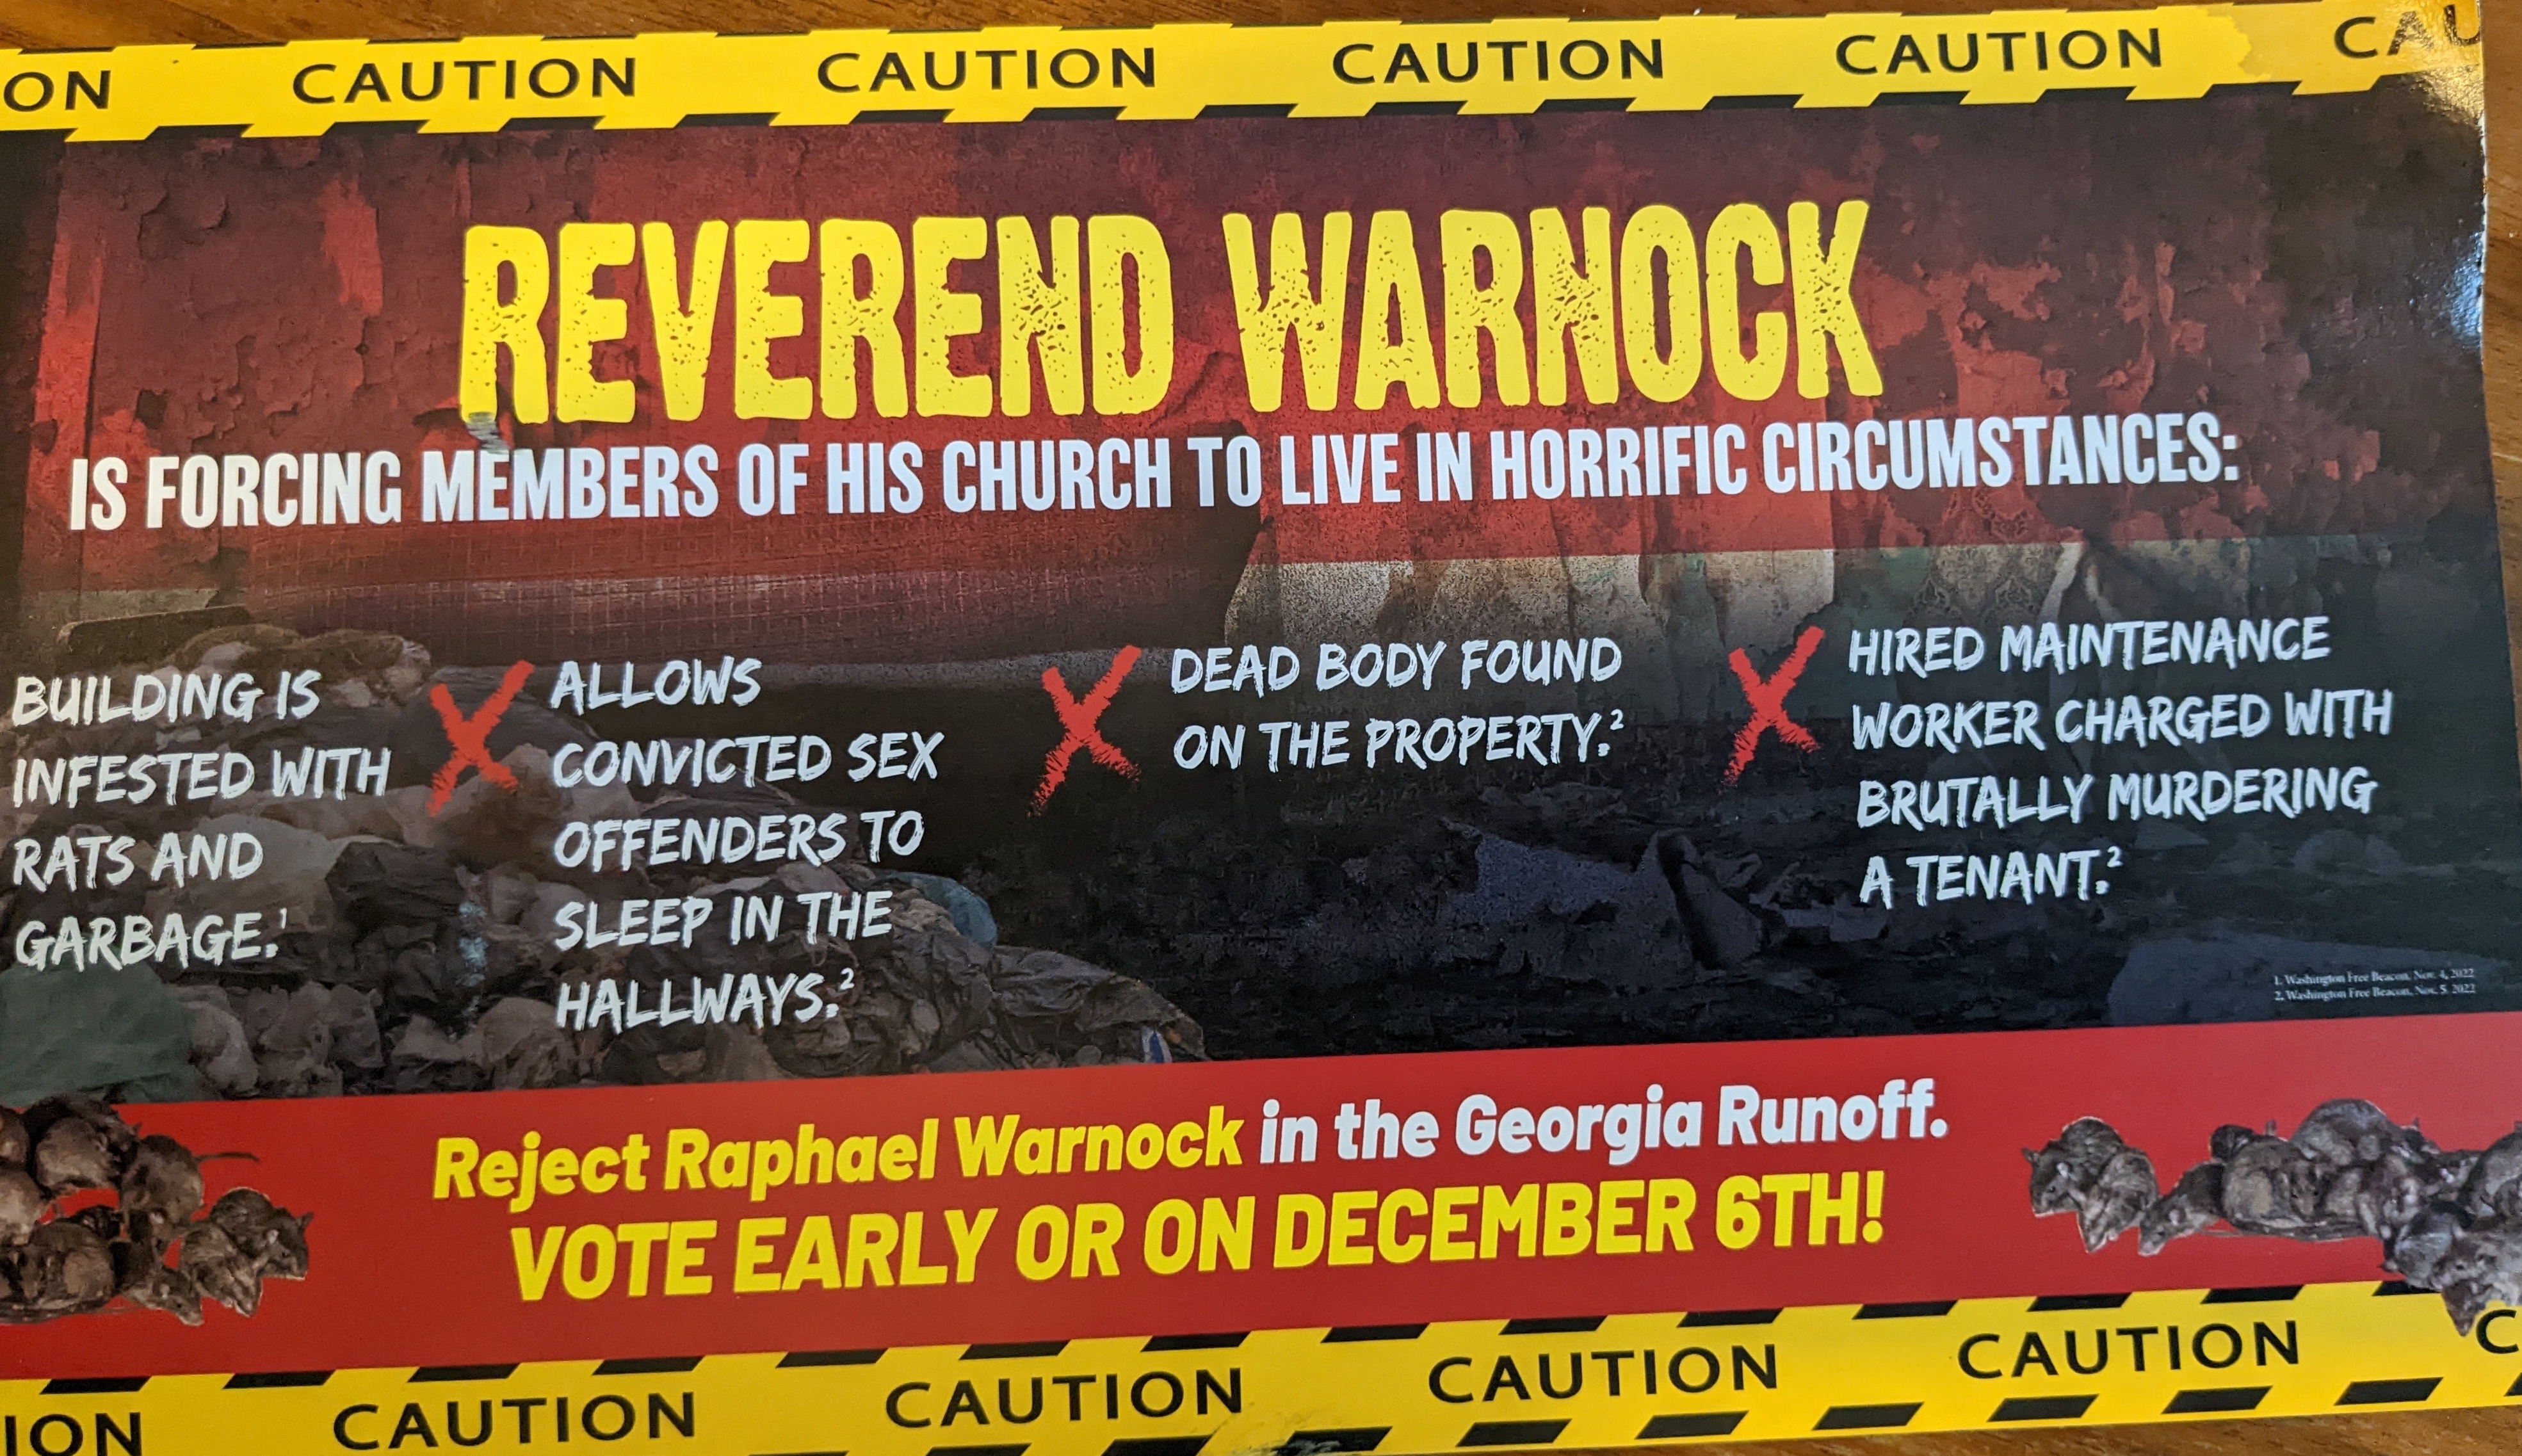 ON CAUTION CAUTION CAUTION CAUTION CAU
REVEREND WARNOCK
IS FORCING MEMBERS OF HIS CHURCH TO LIVE IN HORRIFIC CIRCUMSTANCES:
BUILDING IS
INFESTED WITH
RATS AND
GARBAGE.¹
X ALLOWS
CONVICTED SEX
OFFENDERS TO
SLEEP IN THE
HALLWAYS.²
X DEAD BODY FOUND
ON THE PROPERTY.²
X HIRED MAINTENANCE
WORKER CHARGED WITH
BRUTALLY MURDERING
A TENANT.²
1. Washington Free Beacon, Nov. 4, 2022
2. Washington Free Beacon, Nov. 5. 2022
Reject Raphael Warnock in the Georgia Runoff.
VOTE EARLY OR ON DECEMBER 6TH!
ION CAUTION CAUTION CAUTION CAUTION C